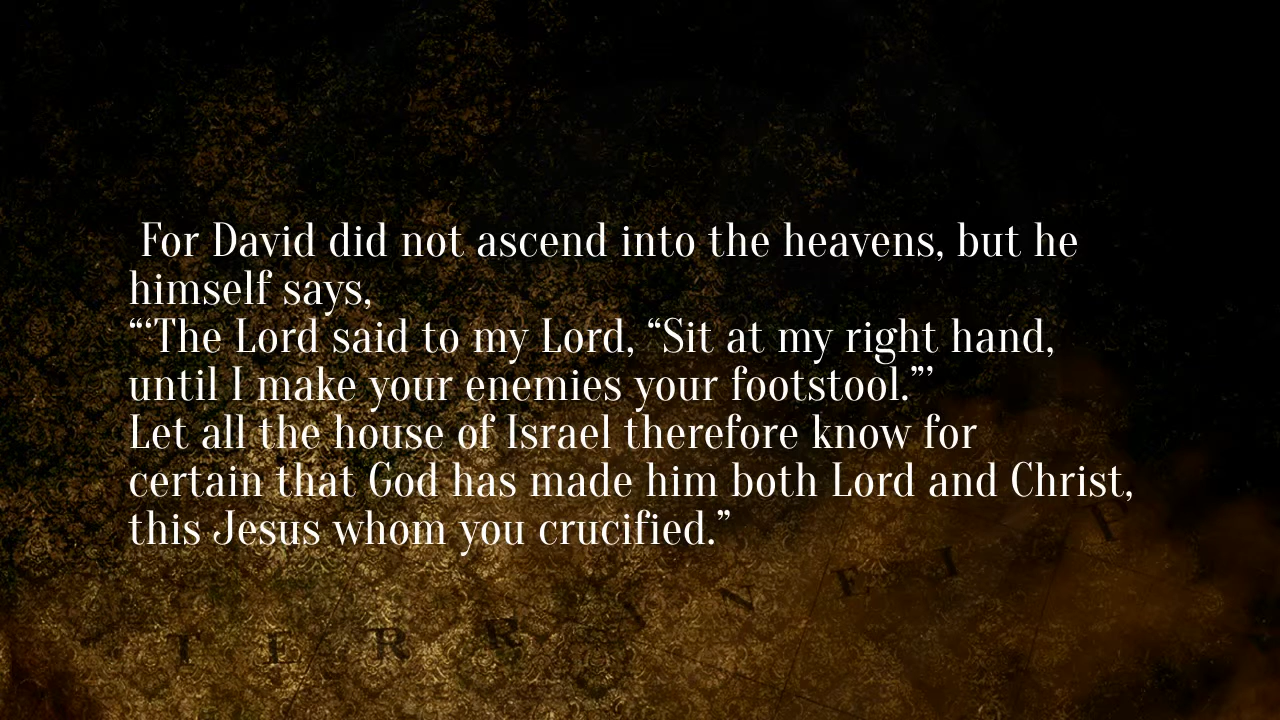 For David did not ascend into the heavens, but he
himself says,
“‘The Lord said to my Lord, “Sit at my right hand,
until I make your enemies your footstool.”’
Let all the house of Israel therefore know for
certain that God has made him both Lord and Christ,
this Jesus whom you crucified.”